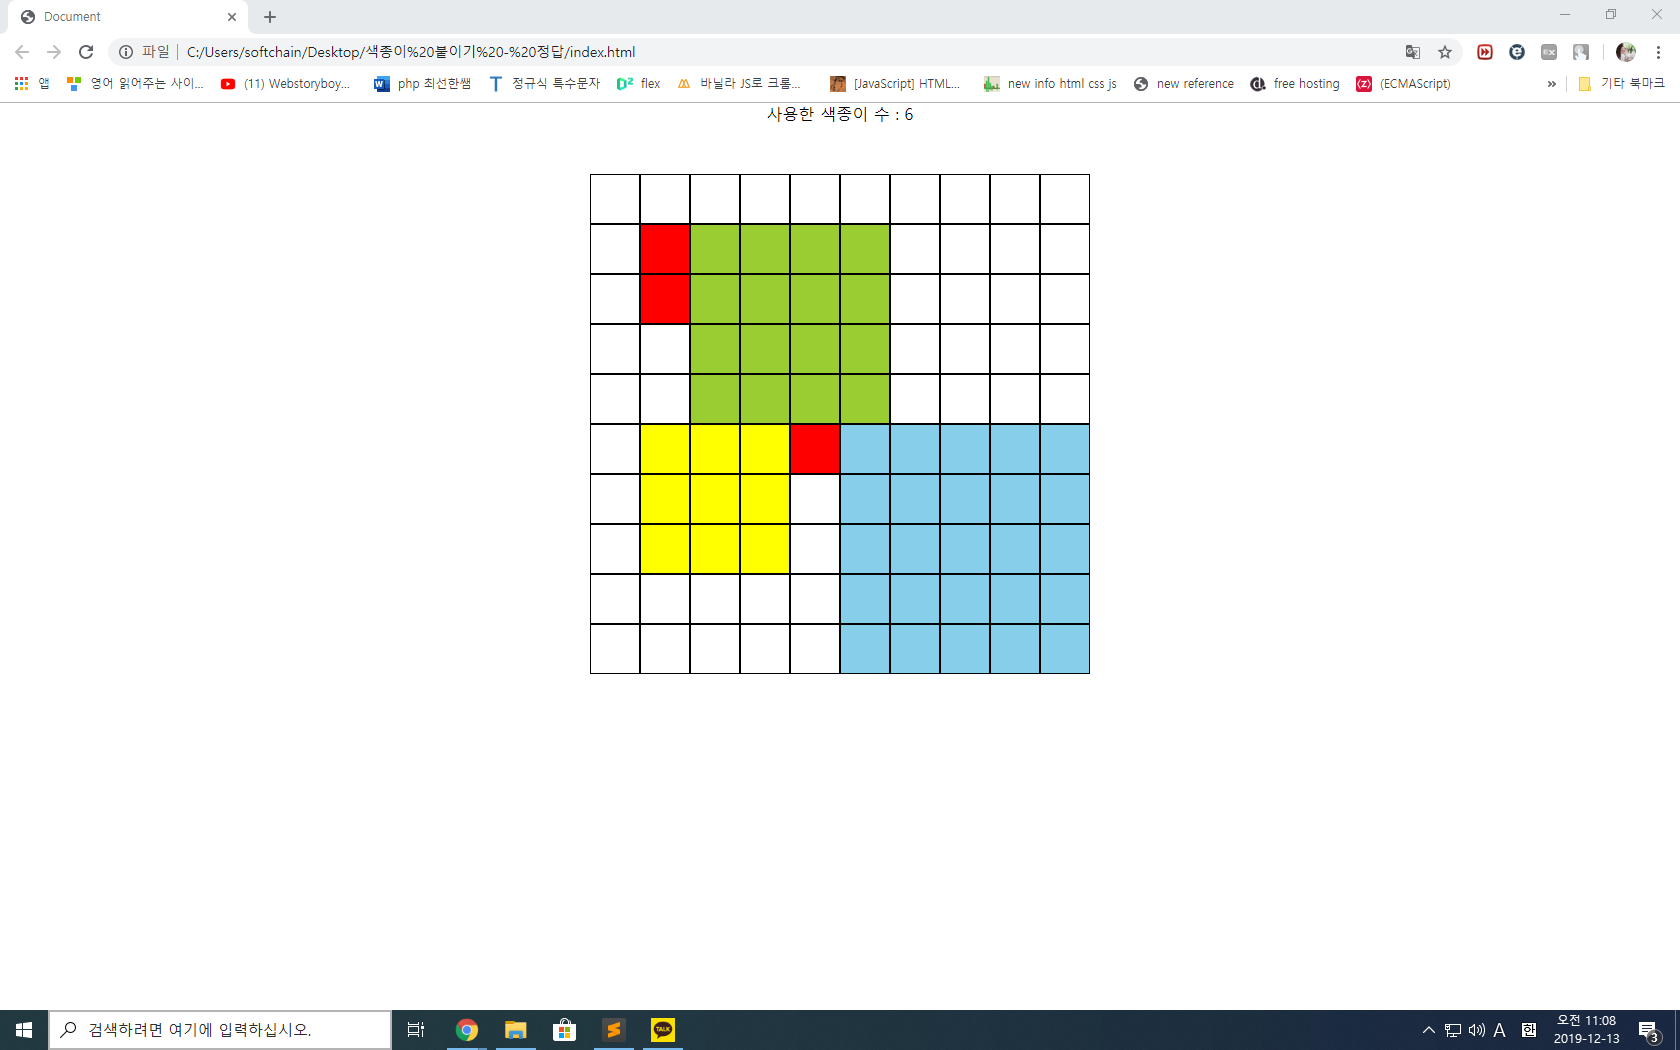 Document
파일 C:/Users/softchain/Desktop/색종이%20붙이기%20-%20정답/index.html
앱 영어 읽어주는 사이... (11) Webstoryboy... php 최선한쌤 정규식 특수문자 flex 바닐라 JS로 크롬... [JavaScript] HTML... new info html css js new reference free hosting (ECMAScript) » 기타 북마크
사용한 색종이 수 : 6
검색하려면 여기에 입력하십시오. TALK A 한 오전 11:08
2019-12-13 3